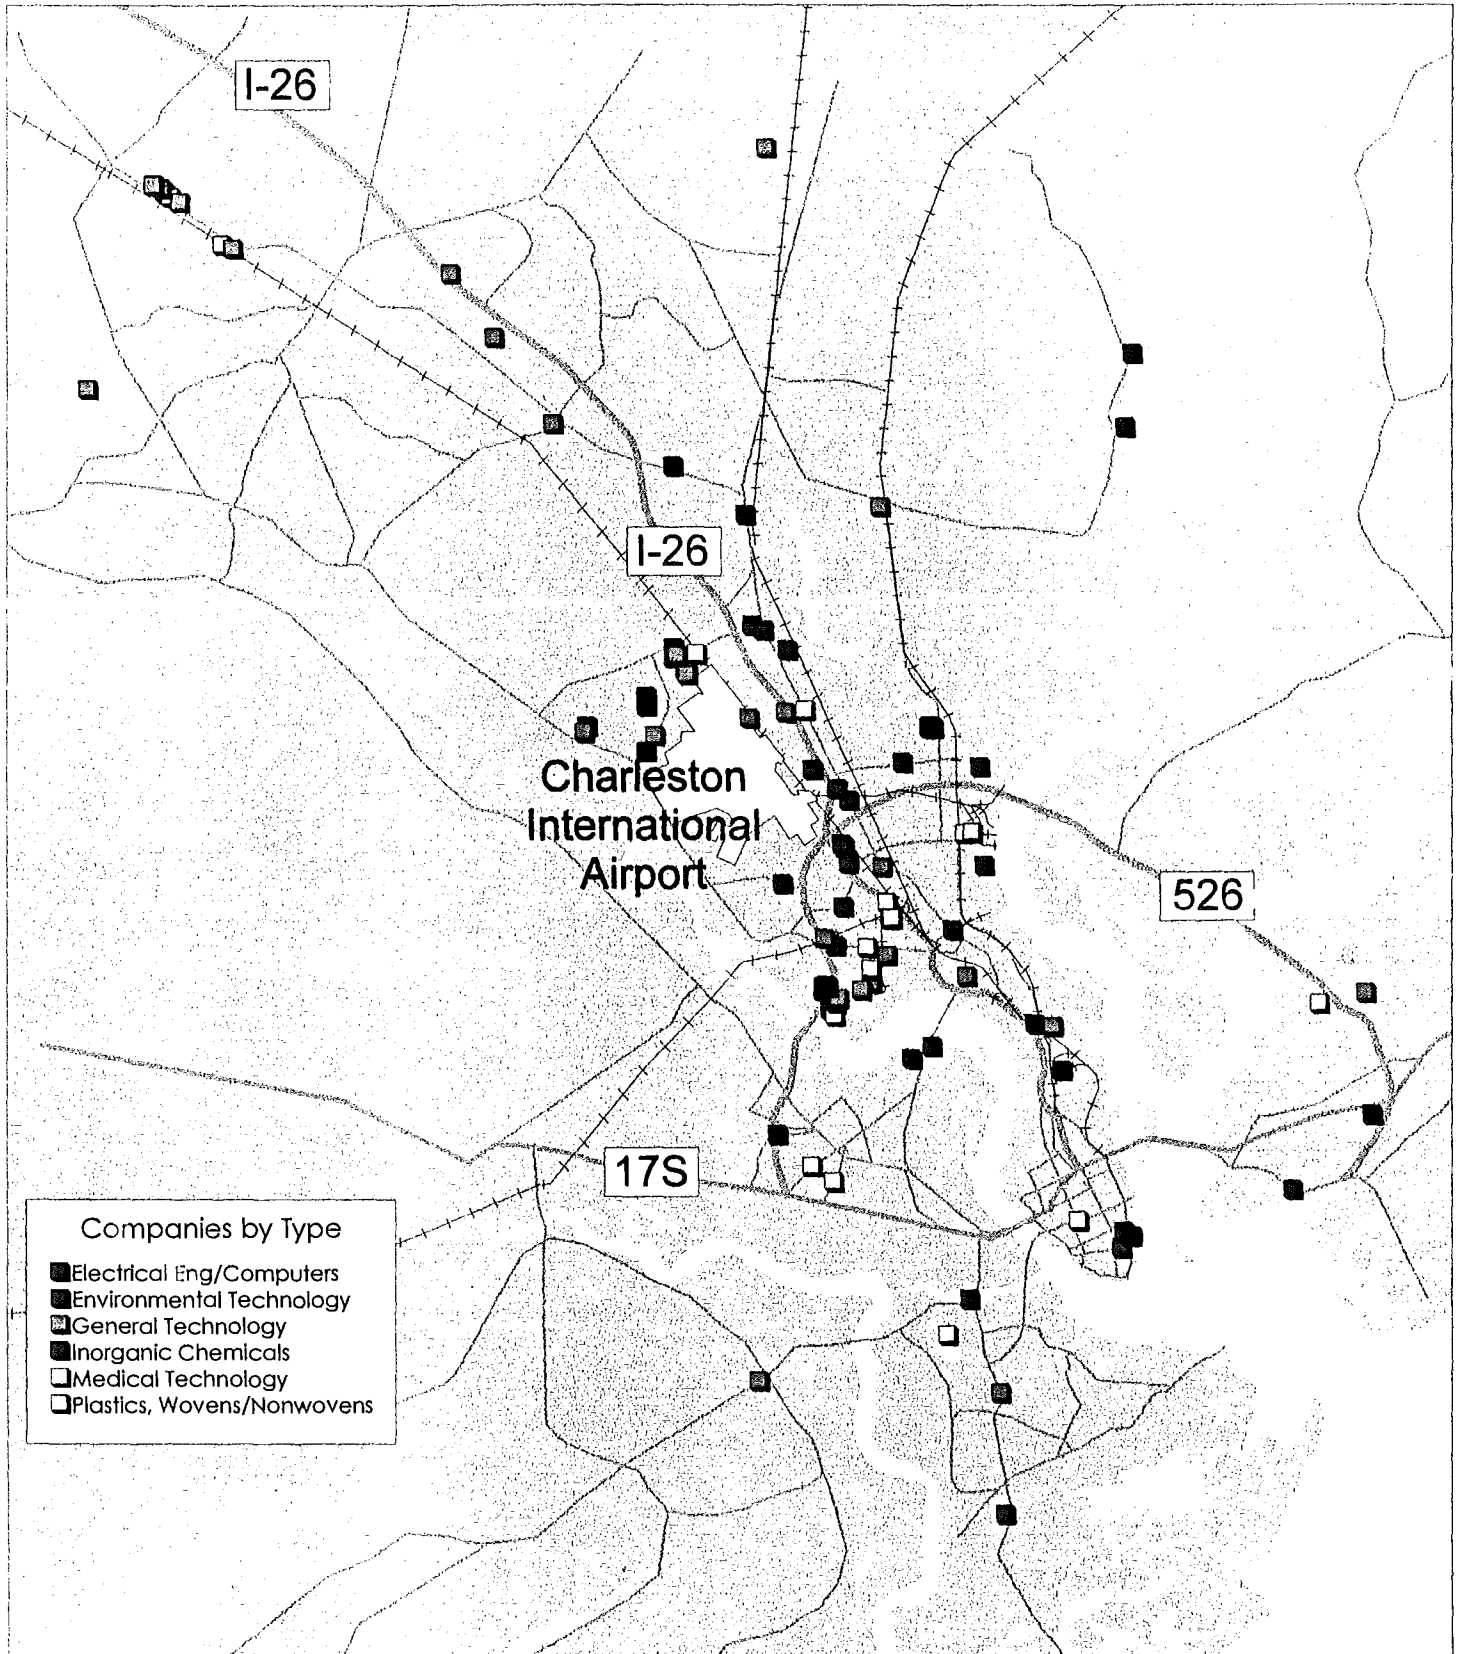 I-26
I-26
Charleston
International
Airport
526
17S
Companies by Type
Electrical Eng/Computers
Environmental Technology
General Technology
Inorganic Chemicals
Medical Technology
Plastics, Wovens/Nonwovens